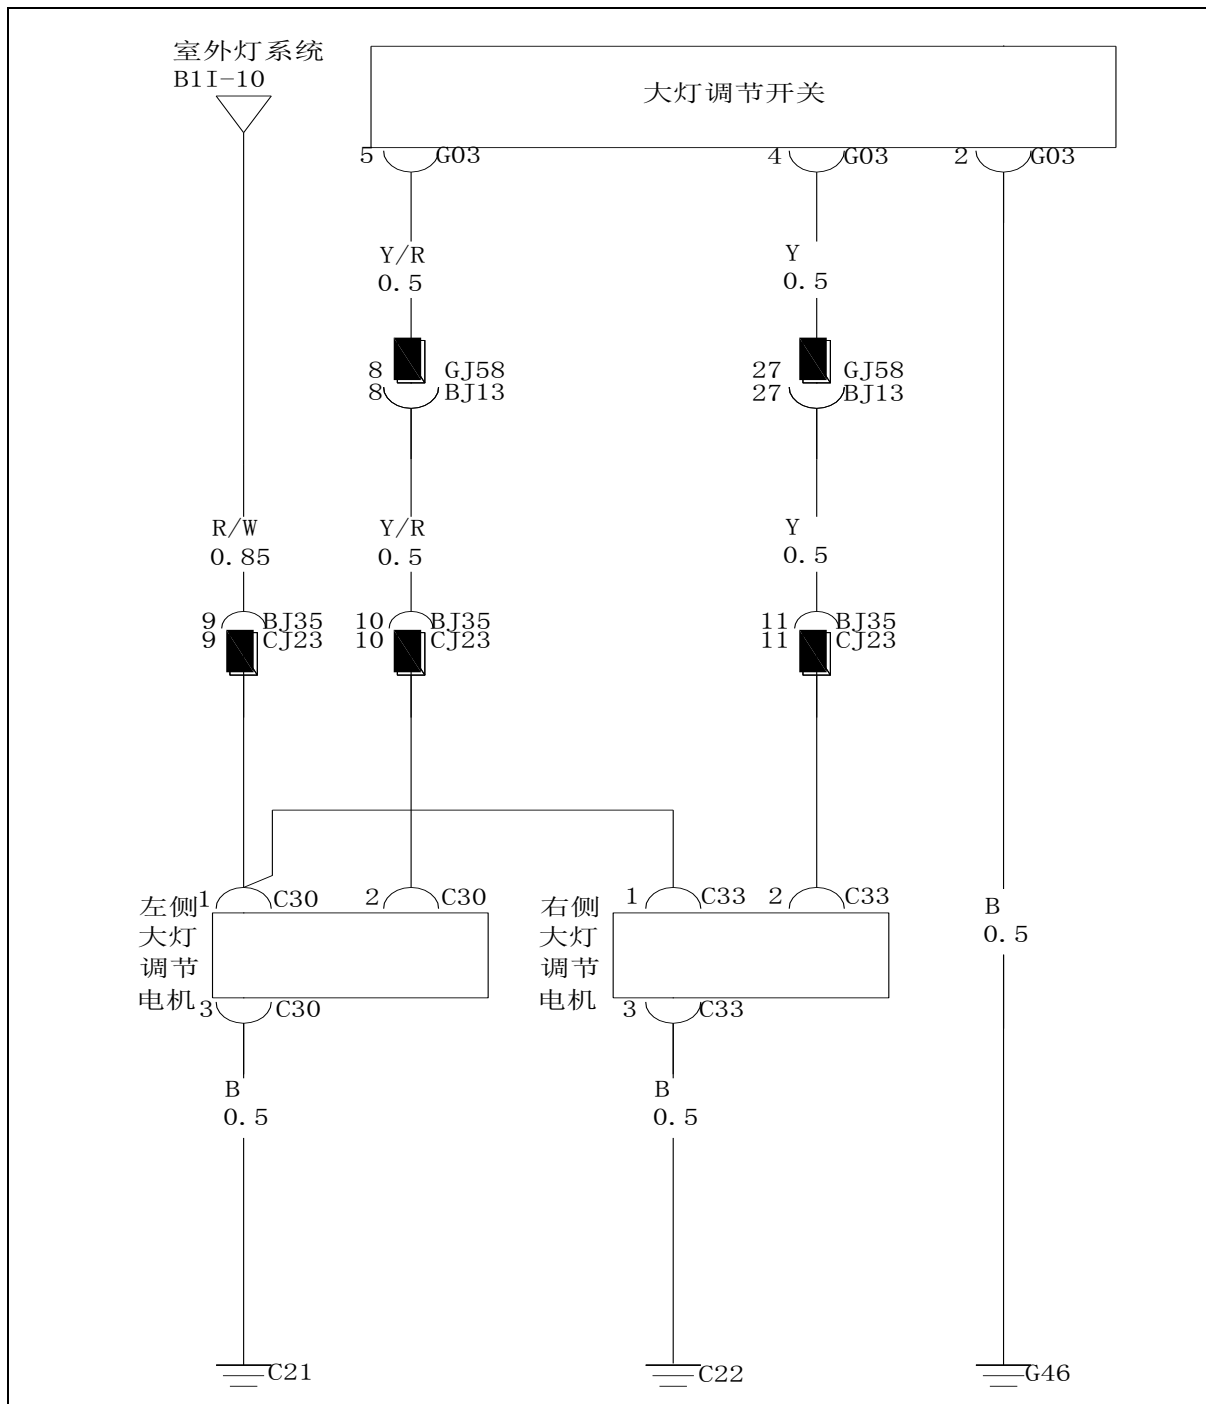 室外灯系统
B1I-10
大灯调节开关
5 G03
4 G03
2 G03
Y/R
0.5
Y
0.5
8 GJ58
8 BJ13
27 GJ58
27 BJ13
R/W
0.85
Y/R
0.5
Y
0.5
9 BJ35
9 CJ23
10 BJ35
10 CJ23
11 BJ35
11 CJ23
左侧
大灯
调节
电机
1 C30
2 C30
3 C30
右侧
大灯
调节
电机
1 C33
2 C33
3 C33
B
0.5
B
0.5
B
0.5
C21
C22
G46